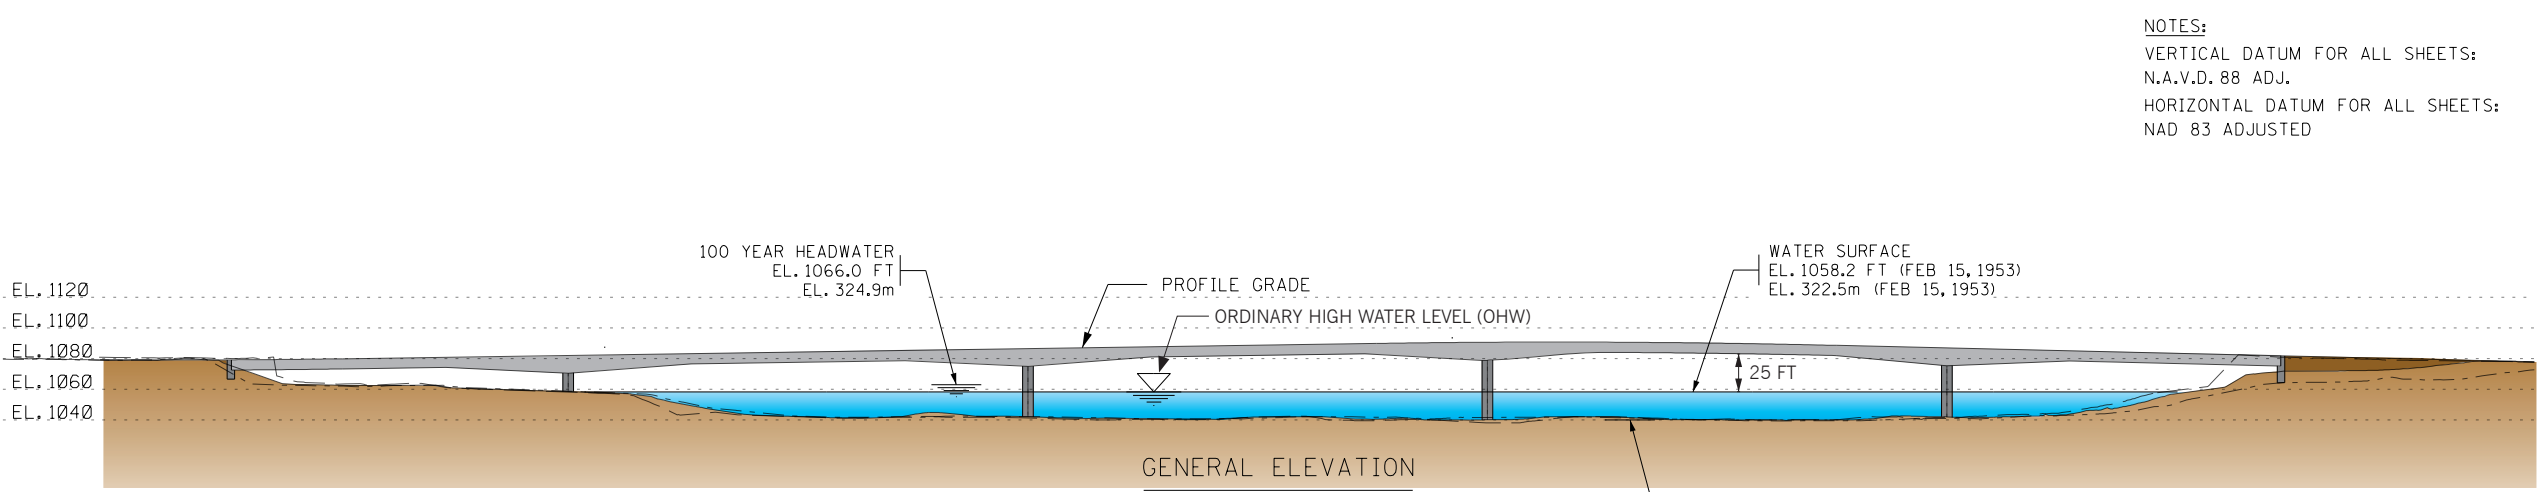 NOTES:
VERTICAL DATUM FOR ALL SHEETS:
N.A.V.D. 88 ADJ.
HORIZONTAL DATUM FOR ALL SHEETS:
NAD 83 ADJUSTED
100 YEAR HEADWATER
EL. 1066.0 FT
EL. 324.9m
WATER SURFACE
EL. 1058.2 FT (FEB 15, 1953)
EL. 322.5m (FEB 15, 1953)
PROFILE GRADE
ORDINARY HIGH WATER LEVEL (OHW)
EL. 1120
EL. 1100
EL. 1080
EL. 1060
EL. 1040
25 FT
GENERAL ELEVATION